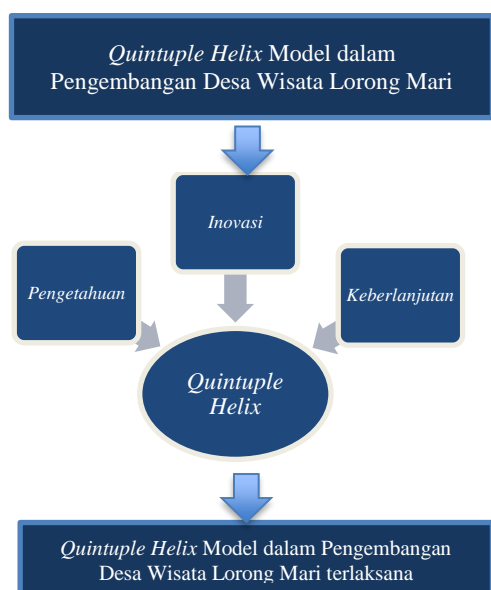 Quintuple Helix Model dalam
Pengembangan Desa Wisata Lorong Mari
Inovasi
Pengetahuan
Keberlanjutan
Quintuple
Helix
Quintuple Helix Model dalam Pengembangan
Desa Wisata Lorong Mari terlaksana